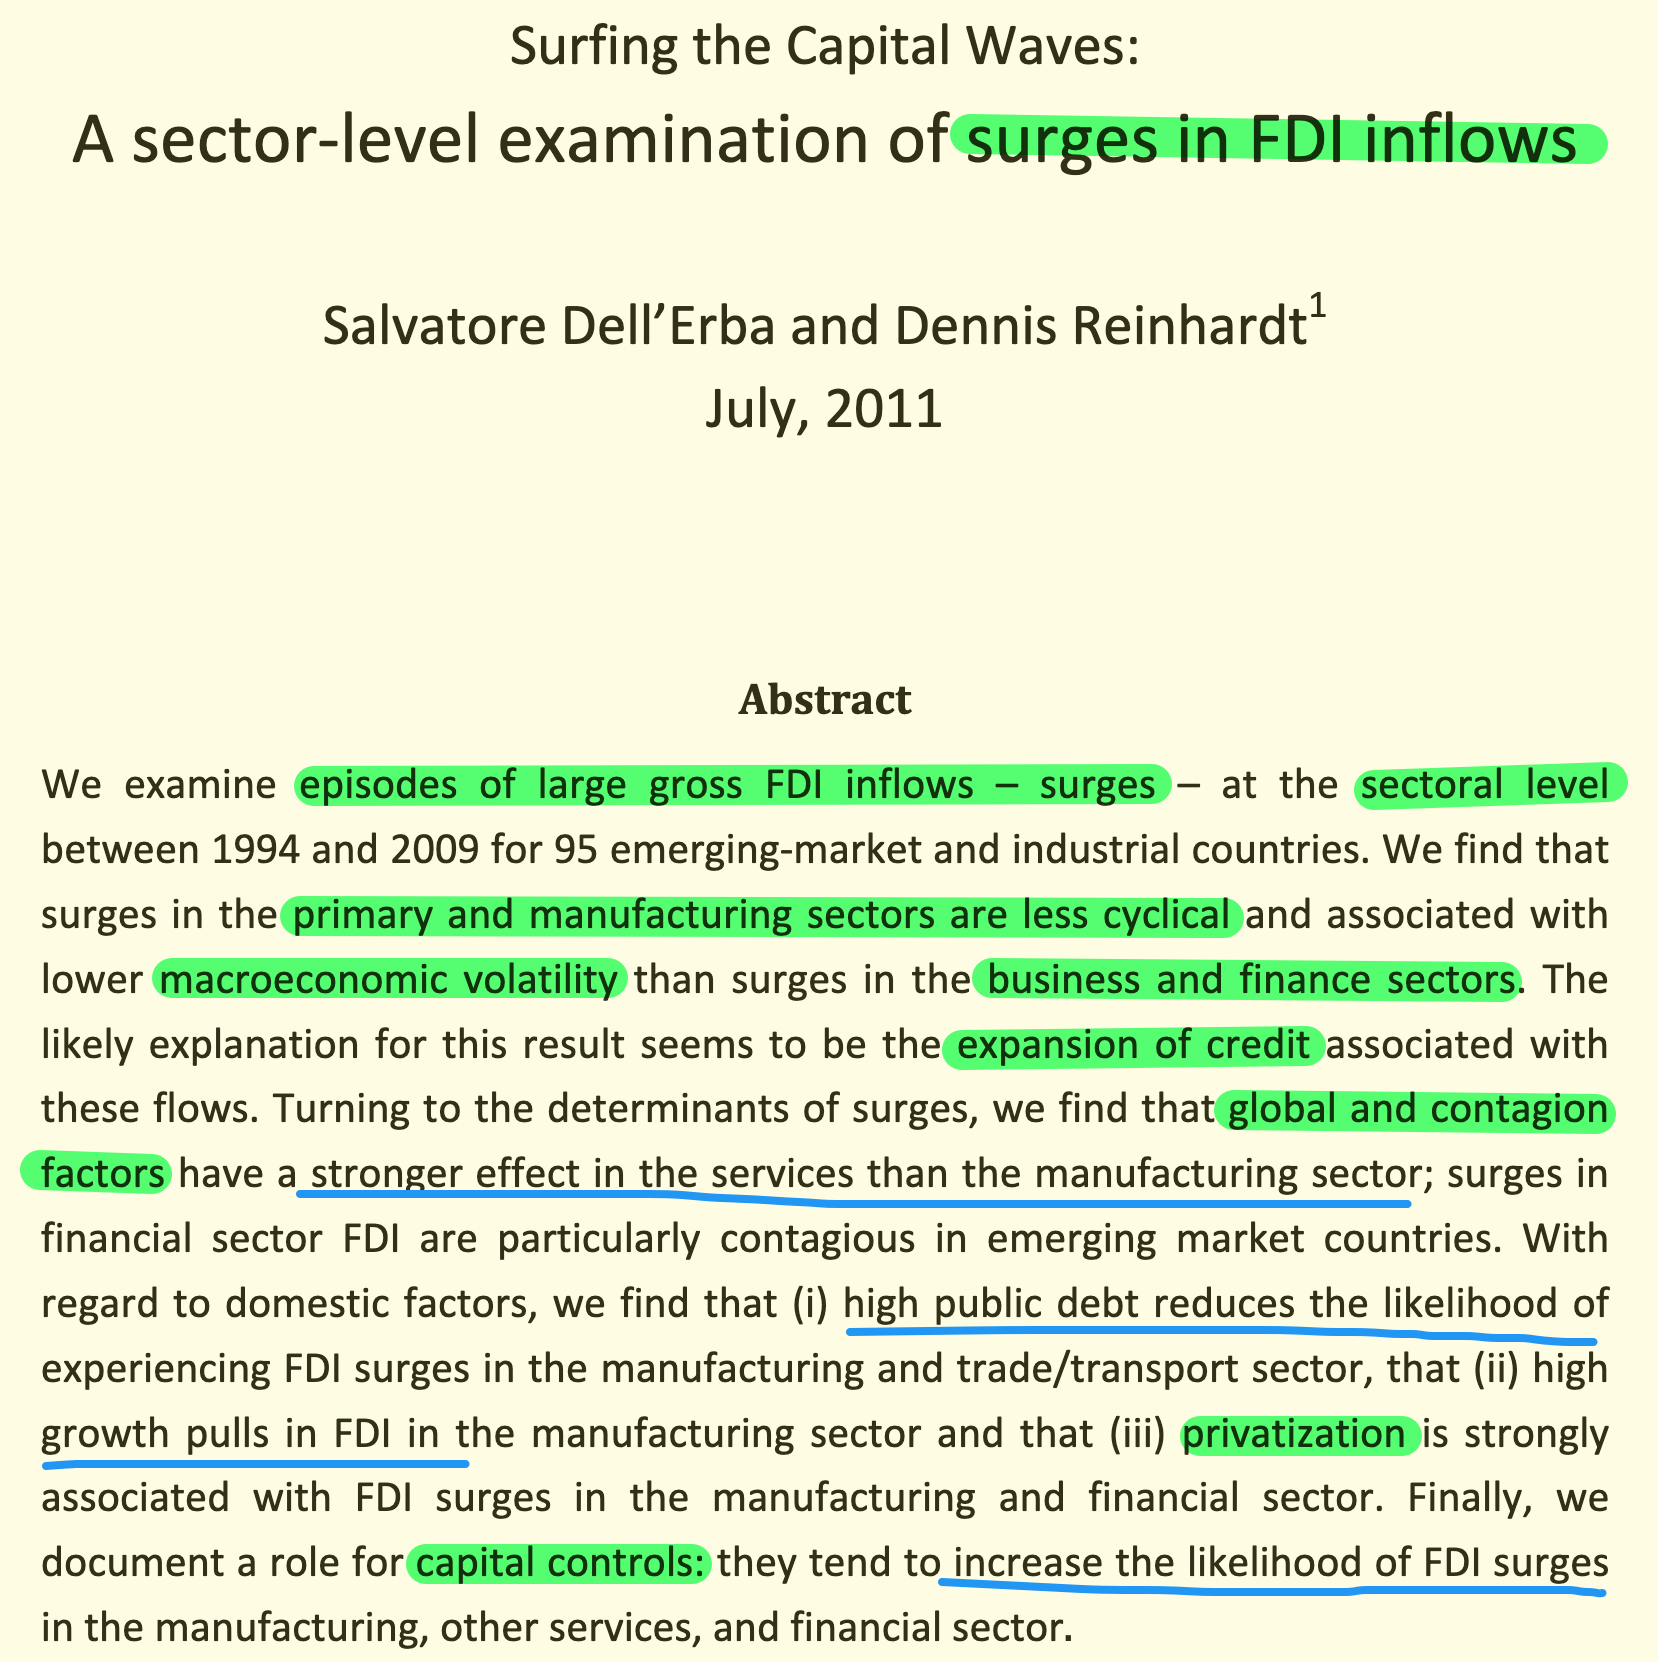 Surfing the Capital Waves:
A sector-level examination of surges in FDI inflows
Salvatore Dell’Erba and Dennis Reinhardt1
July, 2011
Abstract
We examine episodes of large gross FDI inflows – surges – at the sectoral level
between 1994 and 2009 for 95 emerging-market and industrial countries. We find that
surges in the primary and manufacturing sectors are less cyclical and associated with
lower macroeconomic volatility than surges in the business and finance sectors. The
likely explanation for this result seems to be the expansion of credit associated with
these flows. Turning to the determinants of surges, we find that global and contagion
factors have a stronger effect in the services than the manufacturing sector; surges in
financial sector FDI are particularly contagious in emerging market countries. With
regard to domestic factors, we find that (i) high public debt reduces the likelihood of
experiencing FDI surges in the manufacturing and trade/transport sector, that (ii) high
growth pulls in FDI in the manufacturing sector and that (iii) privatization is strongly
associated with FDI surges in the manufacturing and financial sector. Finally, we
document a role for capital controls: they tend to increase the likelihood of FDI surges
in the manufacturing, other services, and financial sector.